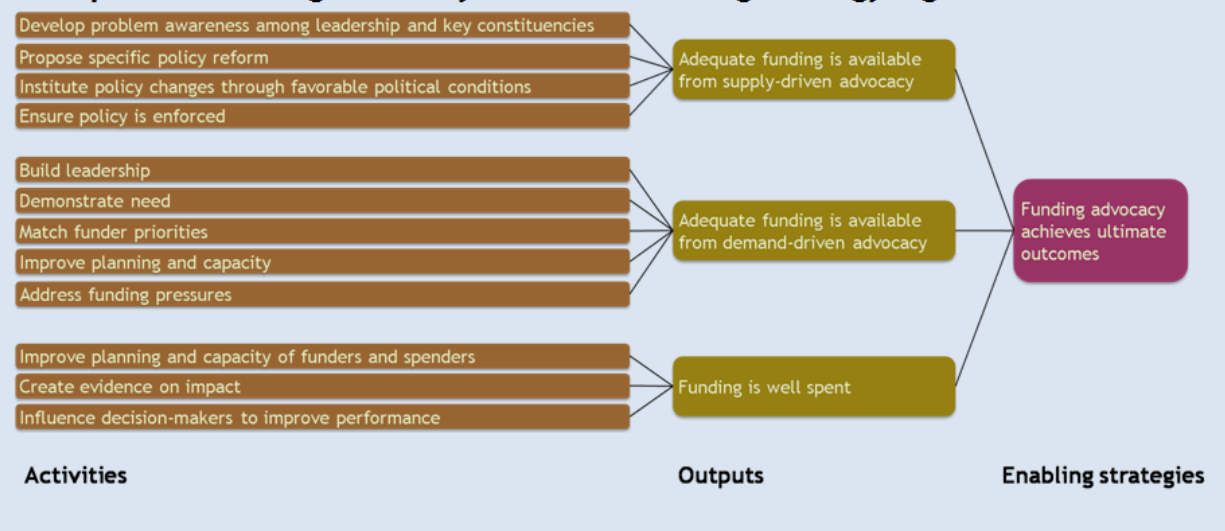 Develop problem awareness among leadership and key constituencies
Propose specific policy reform
Institute policy changes through favorable political conditions
Ensure policy is enforced
Adequate funding is available
from supply-driven advocacy
Build leadership
Demonstrate need
Match funder priorities
Improve planning and capacity
Address funding pressures
Adequate funding is available
from demand-driven advocacy
Improve planning and capacity of funders and spenders
Create evidence on impact
Influence decision-makers to improve performance
Funding is well spent
Funding advocacy
achieves ultimate
outcomes
Activities
Outputs
Enabling strategies